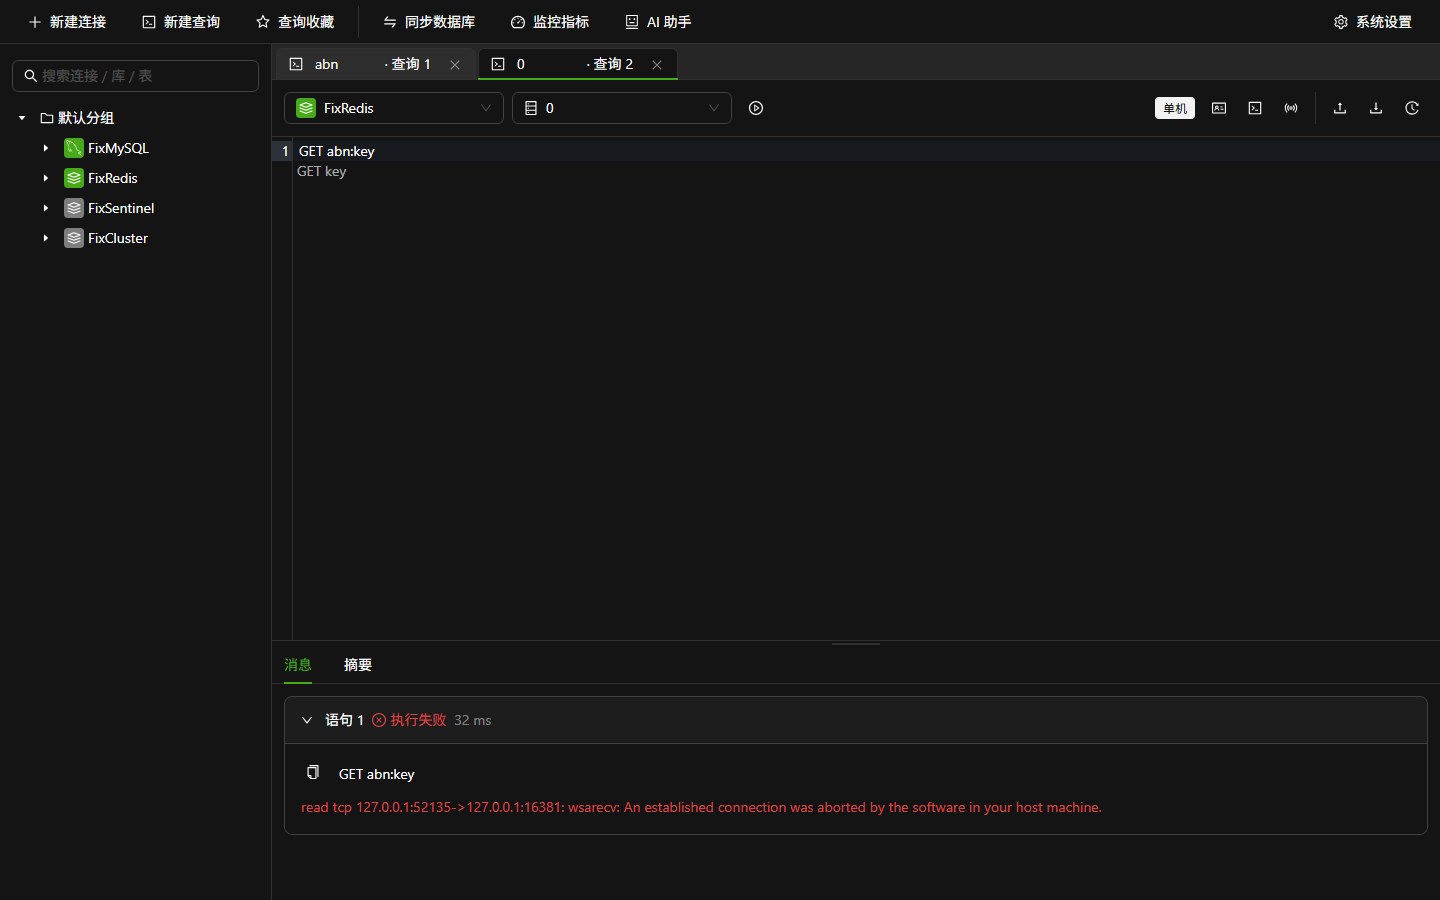 新建连接
新建查询
查询收藏
同步数据库
监控指标
AI 助手
系统设置
搜索连接 / 库 / 表
默认分组
FixMySQL
FixRedis
FixSentinel
FixCluster
abn · 查询 1
0 · 查询 2
FixRedis
0
单机
1 GET abn:key
GET key
消息
摘要
语句 1 执行失败 32 ms
GET abn:key
read tcp 127.0.0.1:52135->127.0.0.1:16381: wsarecv: An established connection was aborted by the software in your host machine.